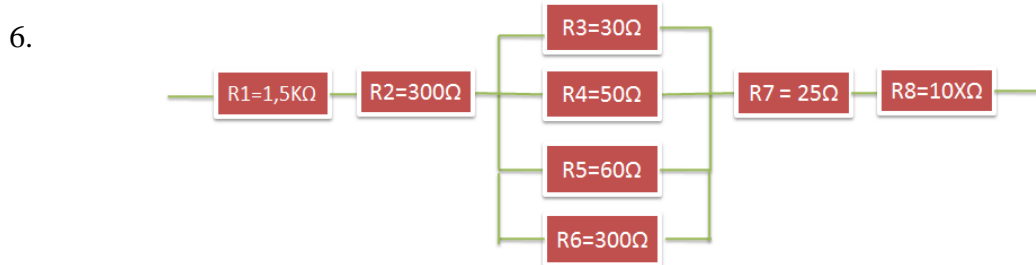 6.
R3=30Ω
R1=1,5KΩ
R2=300Ω
R4=50Ω
R7 = 25Ω
R8=10XΩ
R5=60Ω
R6=300Ω